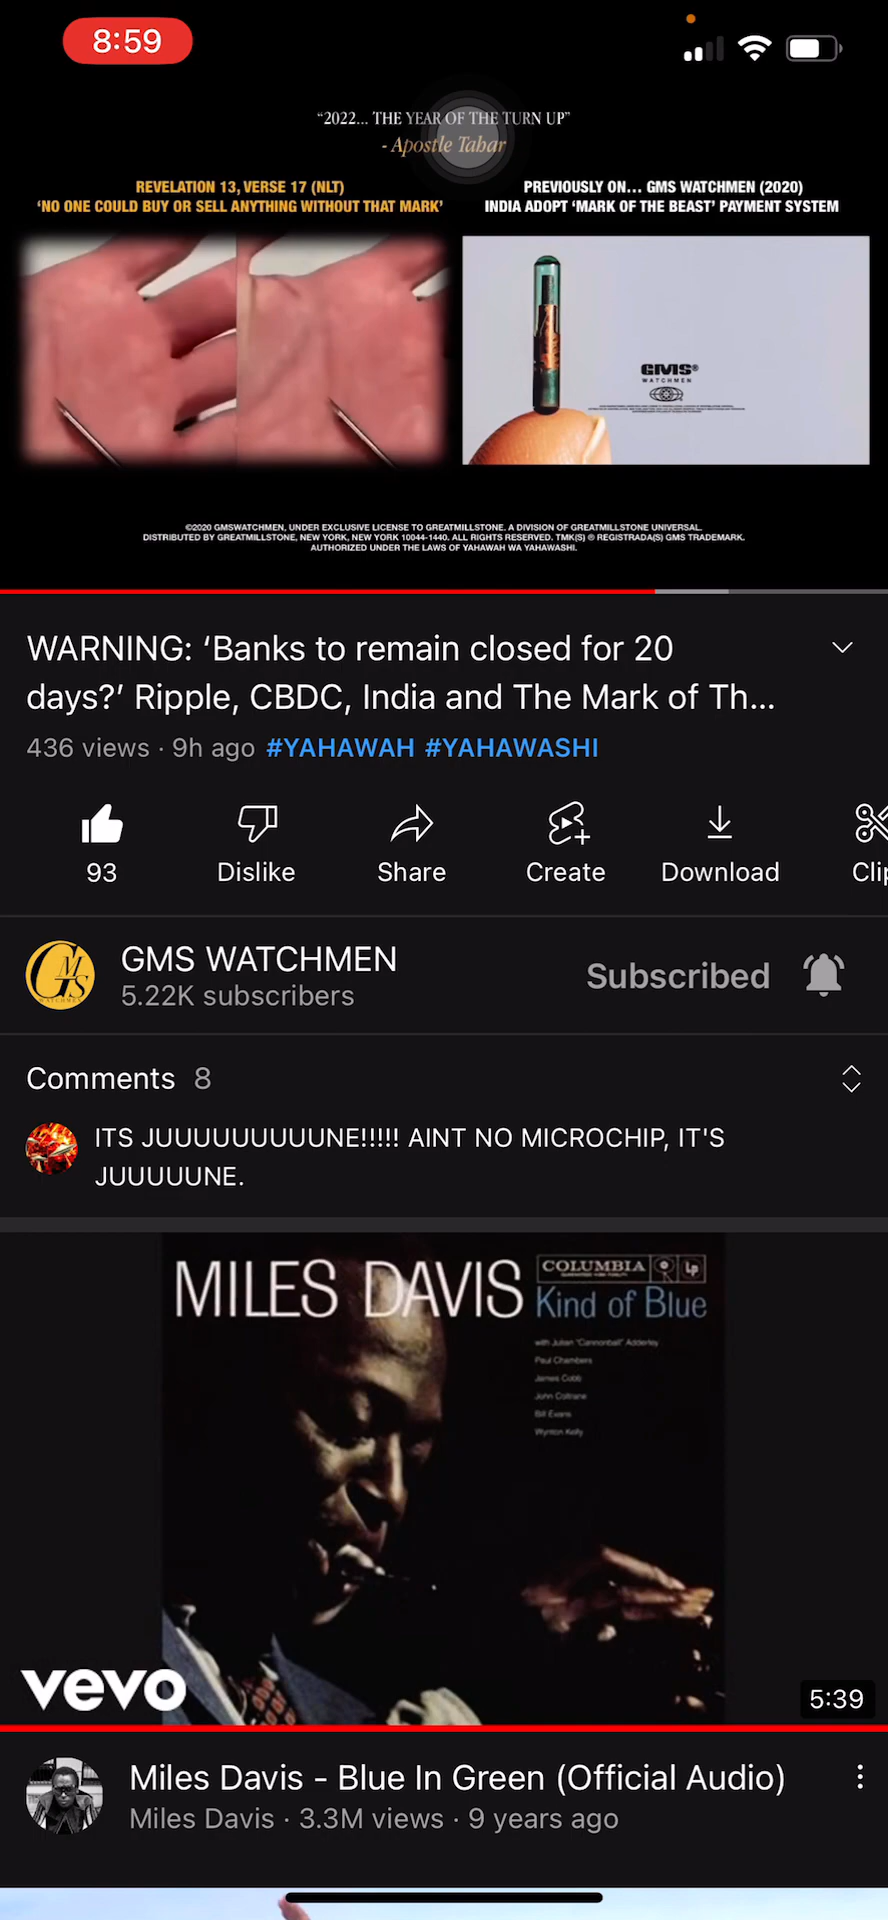 8:59
“2022... THE YEAR OF THE TURN UP”
- Apostle Tahar
REVELATION 13, VERSE 17 (NLT)
‘NO ONE COULD BUY OR SELL ANYTHING WITHOUT THAT MARK’
PREVIOUSLY ON... GMS WATCHMEN (2020)
INDIA ADOPT ‘MARK OF THE BEAST’ PAYMENT SYSTEM
GMS®
WATCHMEN
©2020 GMSWATCHMEN, UNDER EXCLUSIVE LICENSE TO GREATMILLSTONE. A DIVISION OF GREATMILLSTONE UNIVERSAL.
DISTRIBUTED BY GREATMILLSTONE, NEW YORK, NEW YORK 10044-1440. ALL RIGHTS RESERVED. TMK(S) ® REGISTRADA(S) GMS TRADEMARK.
AUTHORIZED UNDER THE LAWS OF YAHAWAH WA YAHAWASHI.
WARNING: ‘Banks to remain closed for 20
days?’ Ripple, CBDC, India and The Mark of Th...
436 views · 9h ago #YAHAWAH #YAHAWASHI
93
Dislike
Share
Create
Download
Clip
GMS
WATCHMEN
GMS WATCHMEN
5.22K subscribers
Subscribed
Comments 8
ITS JUUUUUUUUUNE!!!!! AINT NO MICROCHIP, IT'S
JUUUUUNE.
MILES DAVIS
COLUMBIA
Lp
Kind of Blue
with Julian "Cannonball" Adderley
Paul Chambers
James Cobb
John Coltrane
Bill Evans
Wynton Kelly
vevo
5:39
Miles Davis - Blue In Green (Official Audio)
Miles Davis · 3.3M views · 9 years ago